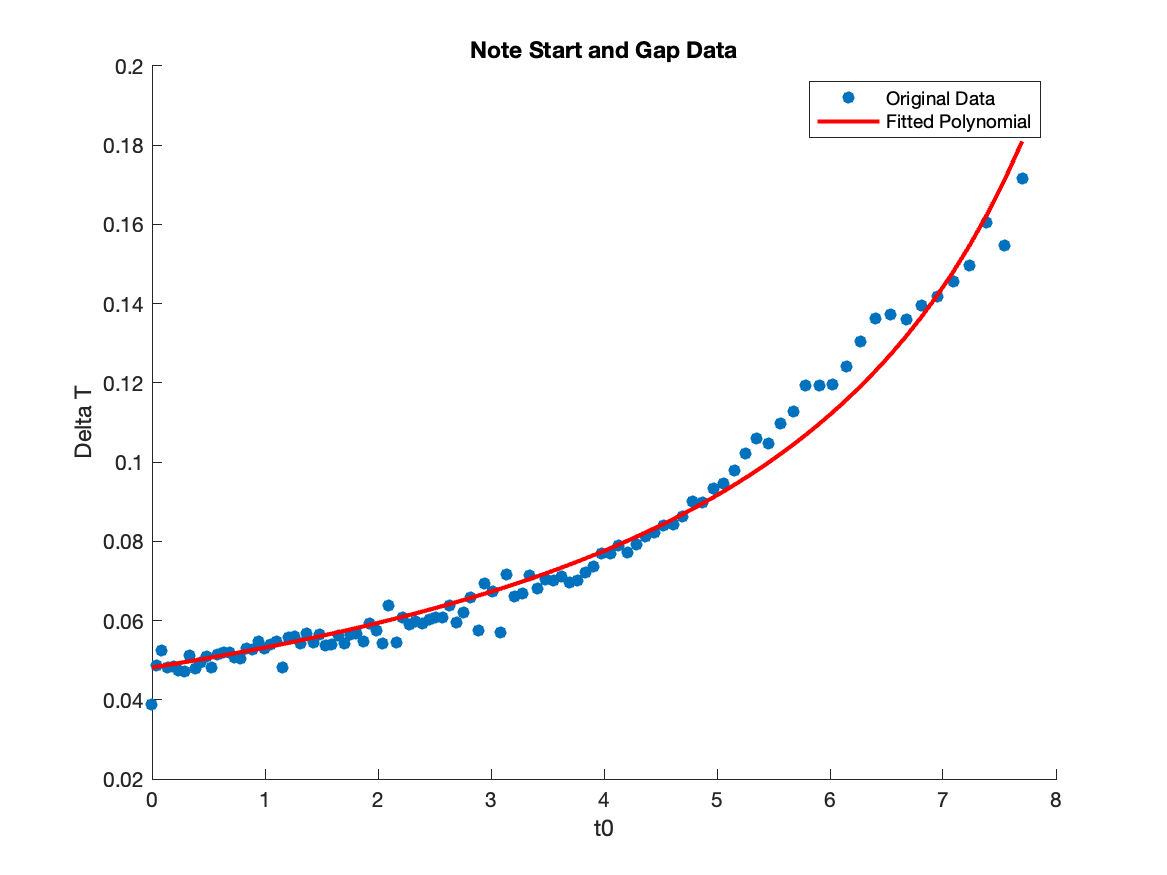 Note Start and Gap Data
0.2
0.18
0.16
0.14
0.12
0.1
0.08
0.06
0.04
0.02
Delta T
Original Data
Fitted Polynomial
0 1 2 3 4 5 6 7 8
t0